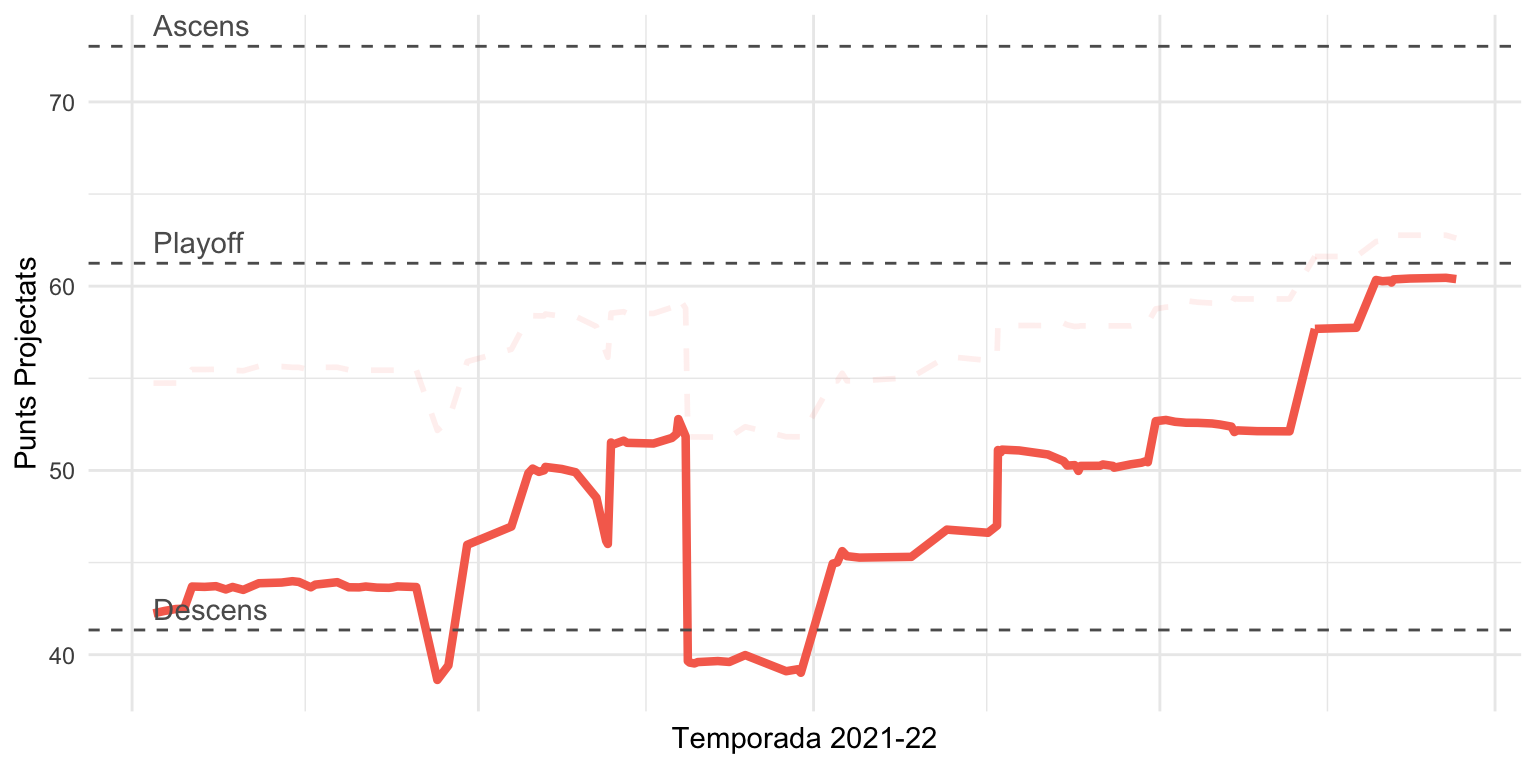 Ascens
70
Playoff
60
50
Descens
40
Punts Projectats
Temporada 2021-22